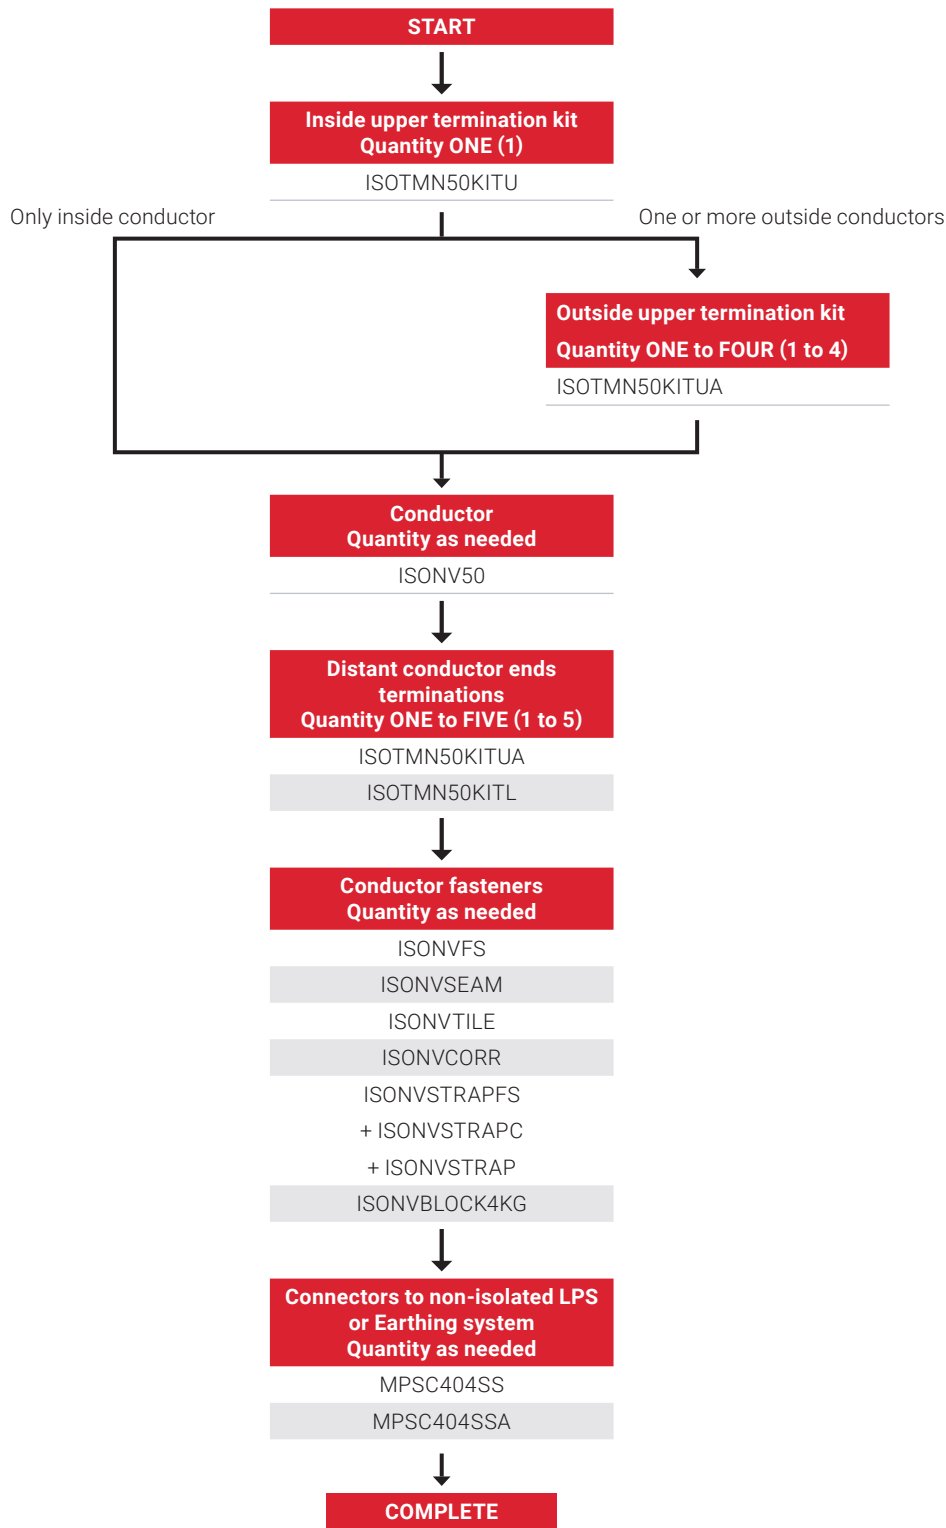 START
Inside upper termination kit
Quantity ONE (1)
ISOTMN50KITU
Only inside conductor
One or more outside conductors
Outside upper termination kit
Quantity ONE to FOUR (1 to 4)
ISOTMN50KITUA
Conductor
Quantity as needed
ISONV50
Distant conductor ends
terminations
Quantity ONE to FIVE (1 to 5)
ISOTMN50KITUA
ISOTMN50KITL
Conductor fasteners
Quantity as needed
ISONVFS
ISONVSEAM
ISONVTILE
ISONVCORR
ISONVSTRAPFS
+ ISONVSTRAPC
+ ISONVSTRAP
ISONVBLOCK4KG
Connectors to non-isolated LPS
or Earthing system
Quantity as needed
MPSC404SS
MPSC404SSA
COMPLETE